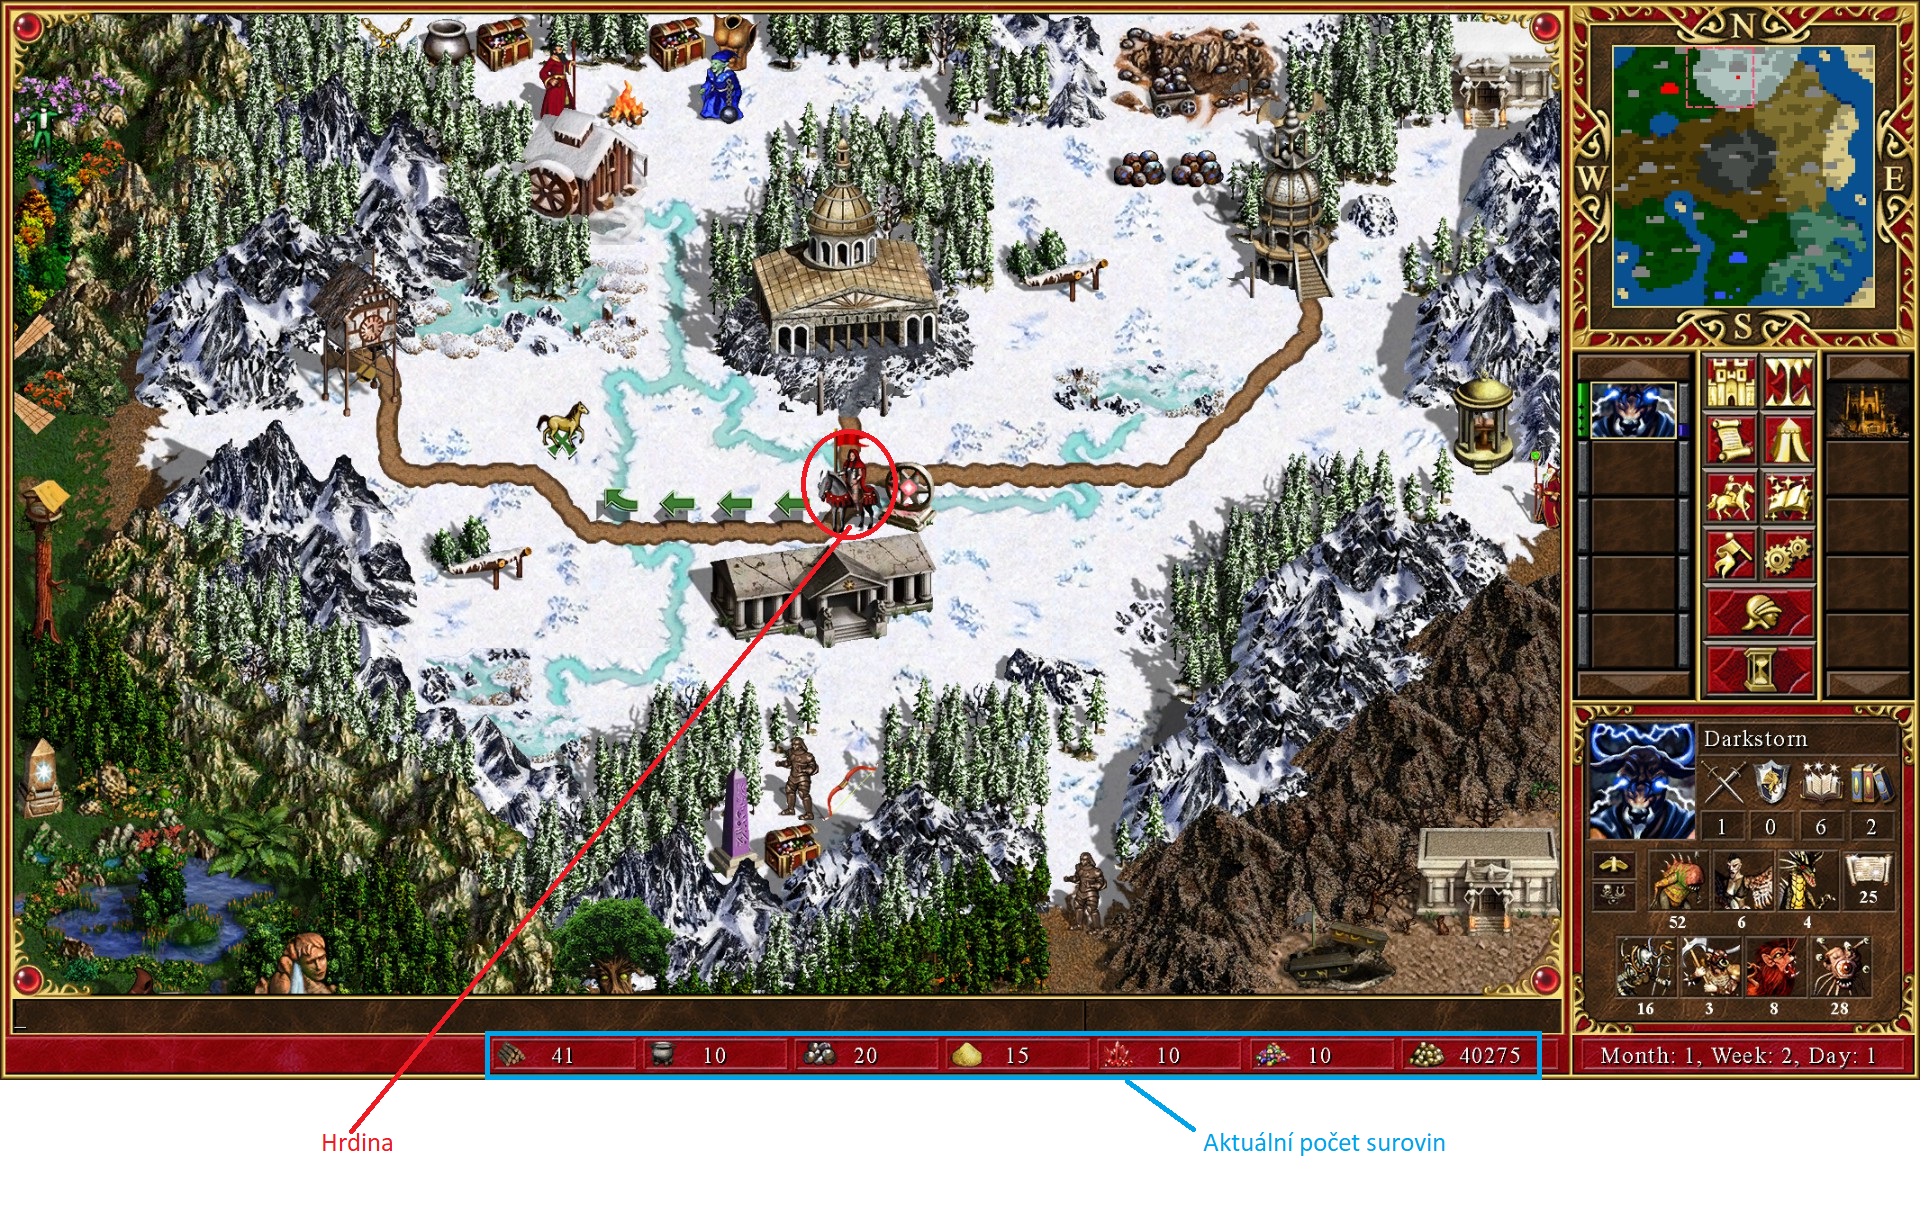 N
W
E
S
Darkstorn
1 0 6 2
25
52 6 4
16 3 8 28
41 10 20 15 10 10 40275
Month: 1, Week: 2, Day: 1
Hrdina
Aktuální počet surovin